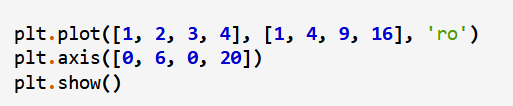 plt.plot([1, 2, 3, 4], [1, 4, 9, 16], 'ro')
plt.axis([0, 6, 0, 20])
plt.show()